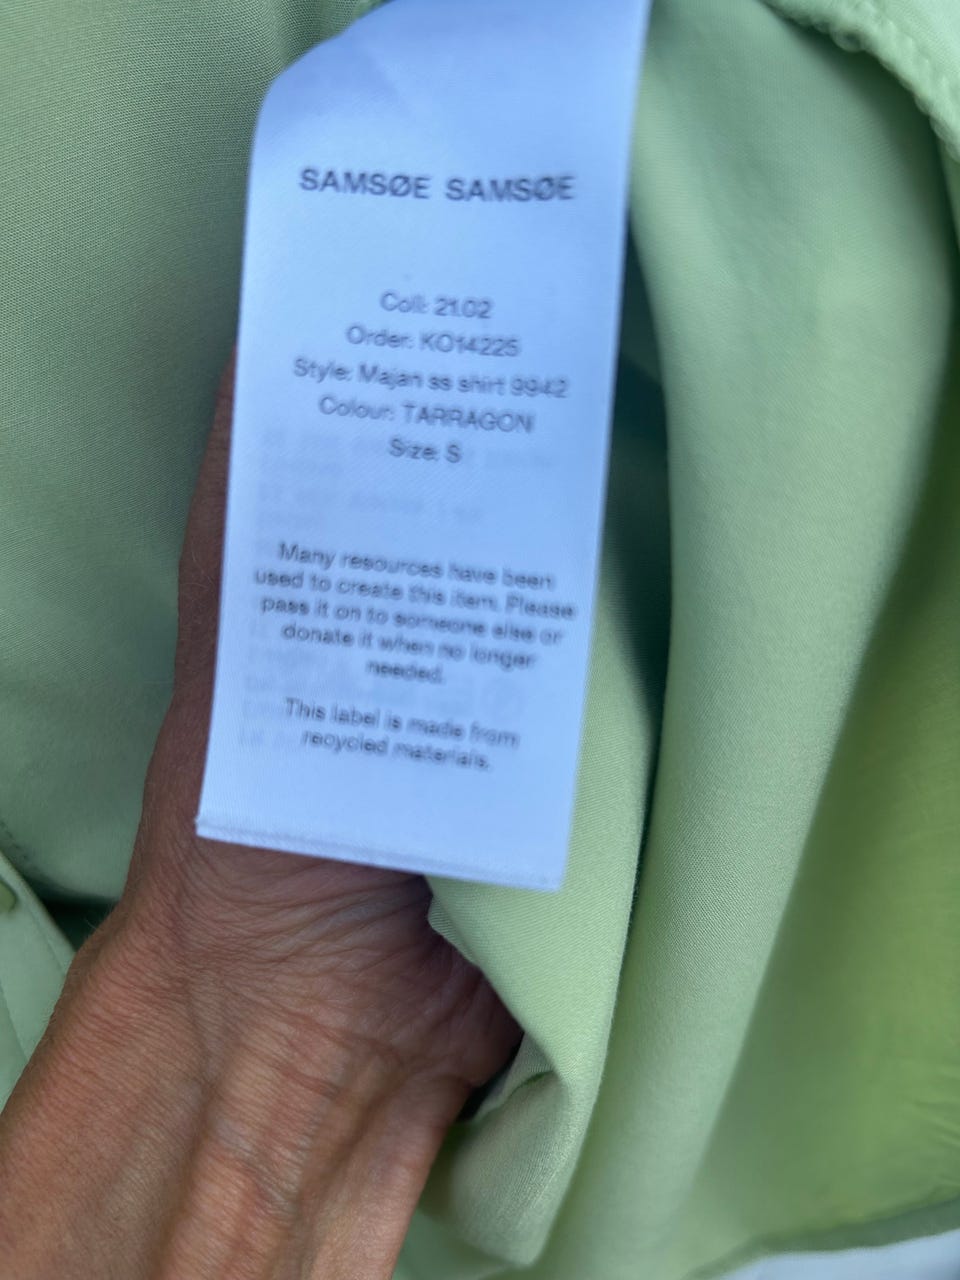 SAMSØE SAMSØE
Coll: 21.02
Order: KO14225
Style: Majan ss shirt 9942
Colour: TARRAGON
Size: S
Many resources have been
used to create this item. Please
pass it on to someone else or
donate it when no longer
needed.
This label is made from
recycled materials.